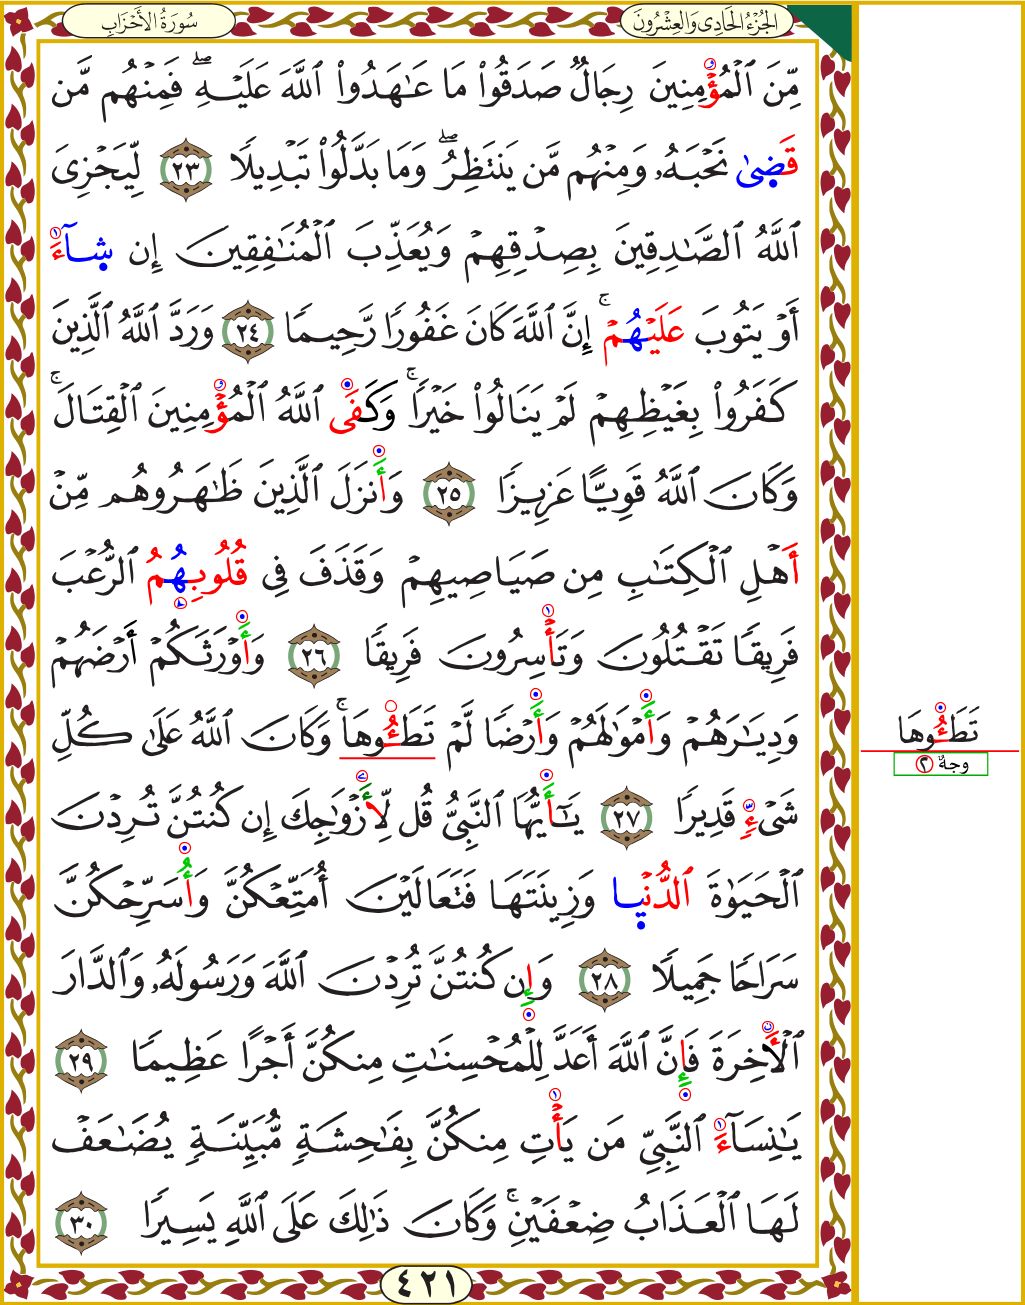 الجُزْءُ الحَادِى وَالعِشْرُونَ
سُورَةُ الأَحْزَابِ
مِّنَ ٱلْمُؤْمِنِينَ رِجَالٌ صَدَقُوا۟ مَا عَـٰهَدُوا۟ ٱللَّهَ عَلَيْهِ ۖ فَمِنْهُم مَّن
قَضِىٰ نَحْبَهُۥ وَمِنْهُم مَّن يَنتَظِرُ ۖ وَمَا بَدَّلُوا۟ تَبْدِيلًا ٢٣ لِّيَجْزِىَ
ٱللَّهُ ٱلصَّـٰدِقِينَ بِصِدْقِهِمْ وَيُعَذِّبَ ٱلْمُنَـٰفِقِينَ إِن شِآءَ
أَوْ يَتُوبَ عَلَيْهُمْ ۚ إِنَّ ٱللَّهَ كَانَ غَفُورًا رَّحِيمًا ٢٤ وَرَدَّ ٱللَّهُ ٱلَّذِينَ
كَفَرُوا۟ بِغَيْظِهِمْ لَمْ يَنَالُوا۟ خَيْرًا ۚ وَكَفَى ٱللَّهُ ٱلْمُؤْمِنِينَ ٱلْقِتَالَ ۚ
وَكَانَ ٱللَّهُ قَوِيًّا عَزِيزًا ٢٥ وَأَنزَلَ ٱلَّذِينَ ظَـٰهَرُوهُم مِّنْ
أَهْلِ ٱلْكِتَـٰبِ مِن صَيَاصِيهِمْ وَقَذَفَ فِى قُلُوبِهُمُ ٱلرُّعْبَ
فَرِيقًا تَقْتُلُونَ وَتَأْسِرُونَ فَرِيقًا ٢٦ وَأَوْرَثَكُمْ أَرْضَهُمْ
وَدِيَـٰرَهُمْ وَأَمْوَٰلَهُمْ وَأَرْضًا لَّمْ تَطَـُٔوهَا ۚ وَكَانَ ٱللَّهُ عَلَىٰ كُلِّ
شَىْءٍ قَدِيرًا ٢٧ يَـٰٓأَيُّهَا ٱلنَّبِىُّ قُل لِّأَزْوَٰجِكَ إِن كُنتُنَّ تُرِدْنَ
ٱلْحَيَوٰةَ ٱلدُّنْيِا وَزِينَتَهَا فَتَعَالَيْنَ أُمَتِّعْكُنَّ وَأُسَرِّحْكُنَّ
سَرَاحًا جَمِيلًا ٢٨ وَإِن كُنتُنَّ تُرِدْنَ ٱللَّهَ وَرَسُولَهُۥ وَٱلدَّارَ
ٱلْأَخِرَةَ فَإِنَّ ٱللَّهَ أَعَدَّ لِلْمُحْسِنَـٰتِ مِنكُنَّ أَجْرًا عَظِيمًا ٢٩
يَـٰنِسَآءَ ٱلنَّبِىِّ مَن يَأْتِ مِنكُنَّ بِفَـٰحِشَةٍ مُّبَيِّنَةٍ يُضَـٰعَفْ
لَهَا ٱلْعَذَابُ ضِعْفَيْنِ ۚ وَكَانَ ذَٰلِكَ عَلَى ٱللَّهِ يَسِيرًا ٣٠
٤٢١
تَطَـُٔوهَا
وجهٌ ٢